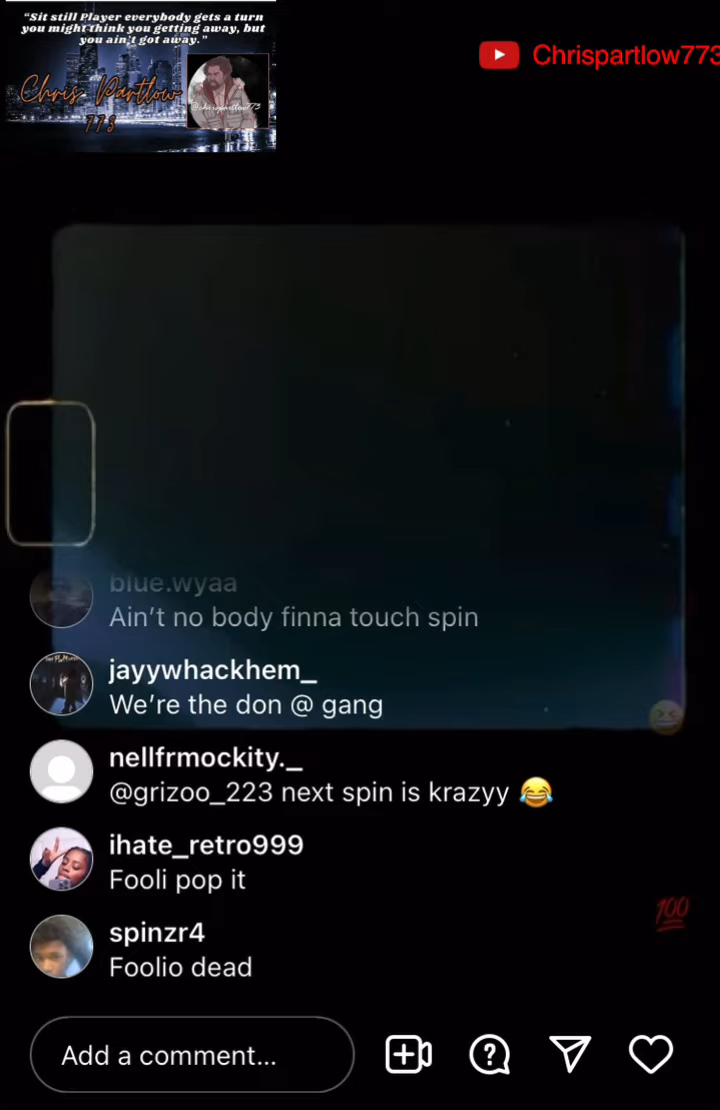 "Sit still Player everybody gets a turn
you might think you getting away, but
you ain't got away."
Chris Partlow
773
@chrispartlow773
Chrispartlow773
blue.wyaa
Ain't no body finna touch spin
jayywhackhem_
We're the don @ gang
nellfrmockity._
@grizoo_223 next spin is krazyy 😂
ihate_retro999
Fooli pop it
100
spinzr4
Foolio dead
Add a comment...